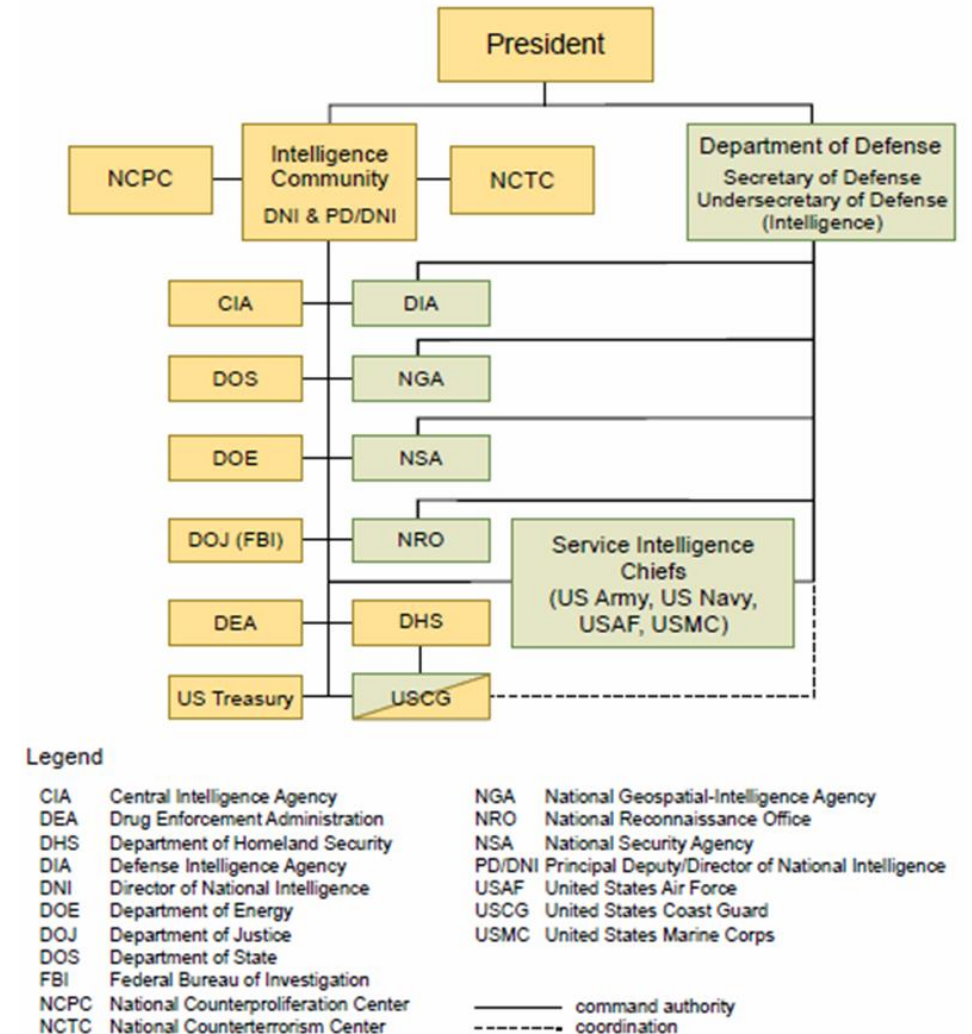 President
NCPC
Intelligence
Community
DNI & PD/DNI
NCTC
Department of Defense
Secretary of Defense
Undersecretary of Defense
(Intelligence)
CIA
DIA
DOS
NGA
DOE
NSA
DOJ (FBI)
NRO
Service Intelligence
Chiefs
(US Army, US Navy,
USAF, USMC)
DEA
DHS
US Treasury
USCG
Legend
CIA Central Intelligence Agency
DEA Drug Enforcement Administration
DHS Department of Homeland Security
DIA Defense Intelligence Agency
DNI Director of National Intelligence
DOE Department of Energy
DOJ Department of Justice
DOS Department of State
FBI Federal Bureau of Investigation
NCPC National Counterproliferation Center
NCTC National Counterterrorism Center
NGA National Geospatial-Intelligence Agency
NRO National Reconnaissance Office
NSA National Security Agency
PD/DNI Principal Deputy/Director of National Intelligence
USAF United States Air Force
USCG United States Coast Guard
USMC United States Marine Corps
command authority
coordination